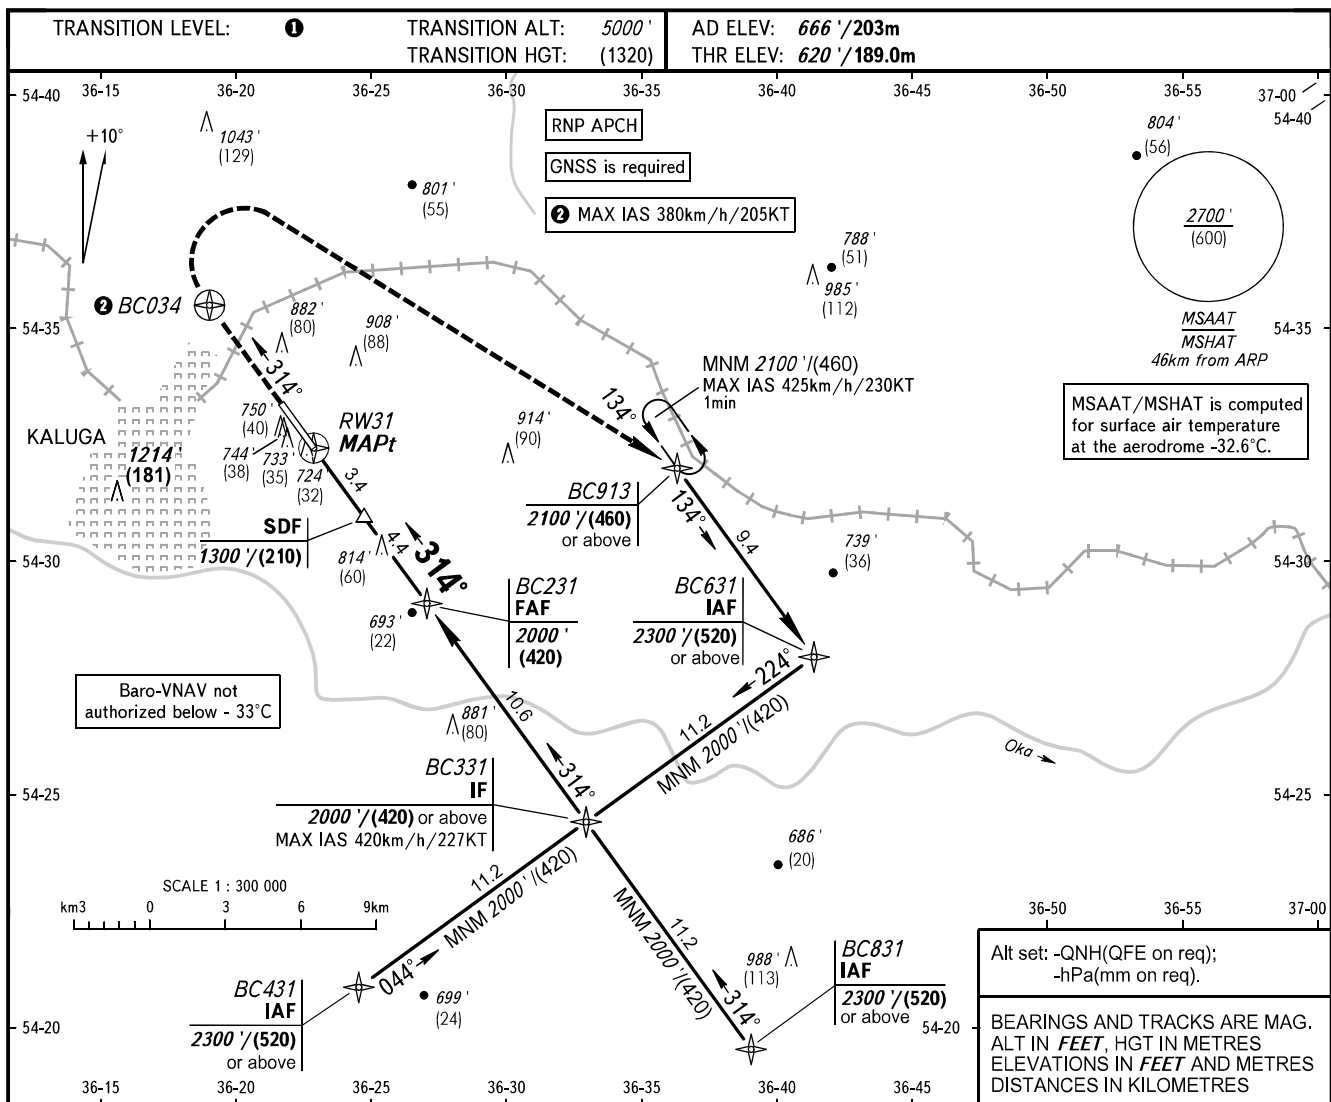 TRANSITION LEVEL: ❶ TRANSITION ALT: 5000 '
TRANSITION HGT: (1320)
AD ELEV: 666 '/203m
THR ELEV: 620 '/189.0m
36-15 36-20 36-25 36-30 36-35 36-40 36-50 36-55 37-00
54-40 54-40
+10°
1043 '
(129)
801 '
(55)
RNP APCH
GNSS is required
❷ MAX IAS 380km/h/205KT
804 '
(56)
2700 '
(600)
MSAAT
MSHAT
46km from ARP
788 '
(51)
985 '
(112)
❷ BC034
882 '
(80)
908 '
(88)
54-35 54-35
314°
MNM 2100 '/(460)
MAX IAS 425km/h/230KT
1min
134°
MSAAT/MSHAT is computed
for surface air temperature
at the aerodrome -32.6°C.
750 '
(40)
RW31
MAPt
914 '
(90)
KALUGA
1214 '
(181)
744 '
(38)
733 '
(35)
724 '
(32)
3.4
BC913
2100 '/(460)
or above
134°
9.4
SDF
1300 '/(210)
4.4
314°
814 '
(60)
739 '
(36)
54-30 54-30
BC231
FAF
2000 '
(420)
BC631
IAF
2300 '/(520)
or above
693 '
(22)
224°
Baro-VNAV not
authorized below - 33°C
881 '
(80)
10.6
11.2
MNM 2000 '/(420)
Oka
BC331
IF
2000 '/(420) or above
MAX IAS 420km/h/227KT
314°
54-25 54-25
686 '
(20)
SCALE 1 : 300 000
km3 0 3 6 9km
11.2
MNM 2000 '/(420)
11.2
MNM 2000 '/(420)
36-50 36-55 37-00
044°
BC431
IAF
2300 '/(520)
or above
699 '
(24)
988 '
(113)
314°
BC831
IAF
2300 '/(520)
or above
54-20 54-20
Alt set: -QNH(QFE on req);
-hPa(mm on req).
BEARINGS AND TRACKS ARE MAG.
ALT IN FEET, HGT IN METRES
ELEVATIONS IN FEET AND METRES
DISTANCES IN KILOMETRES
36-15 36-20 36-25 36-30 36-35 36-40 36-45